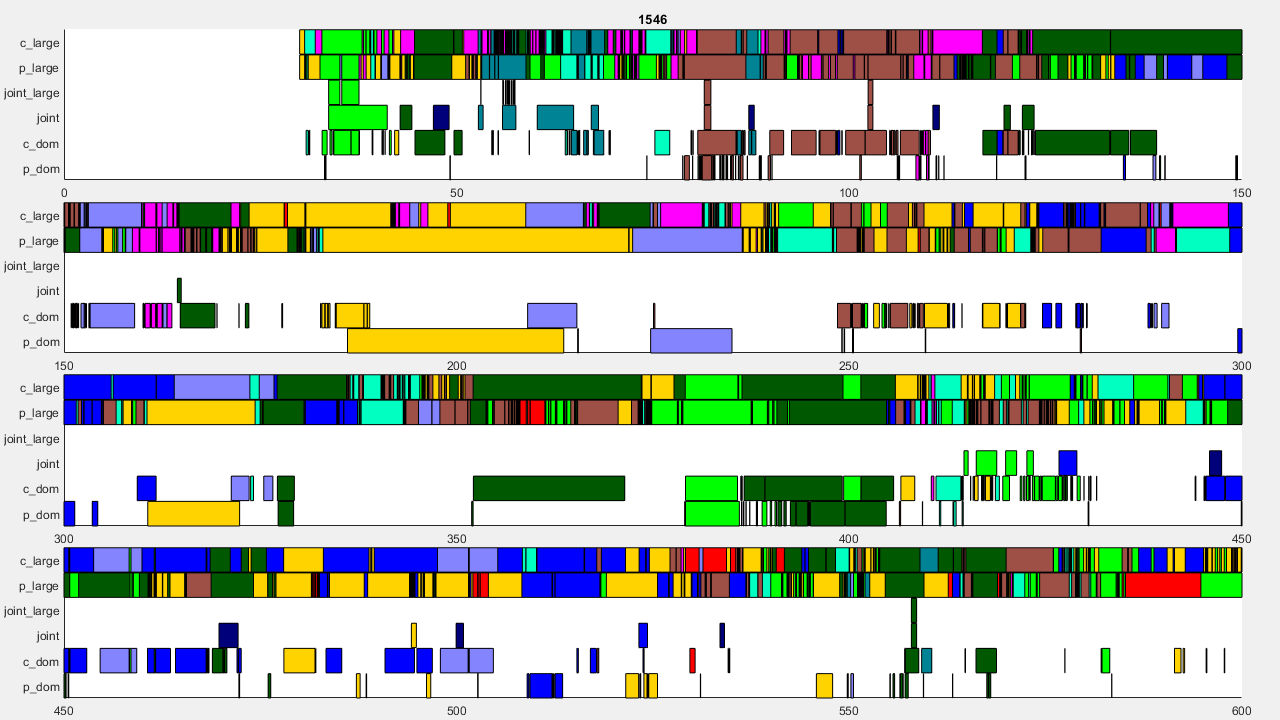 1546
c_large
p_large
joint_large
joint
c_dom
p_dom
0 50 100 150
c_large
p_large
joint_large
joint
c_dom
p_dom
150 200 250 300
c_large
p_large
joint_large
joint
c_dom
p_dom
300 350 400 450
c_large
p_large
joint_large
joint
c_dom
p_dom
450 500 550 600